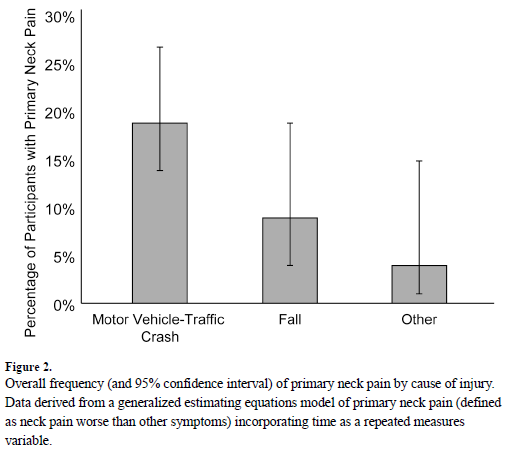 Percentage of Participants with Primary Neck Pain
30%
25%
20%
15%
10%
5%
0%
Motor Vehicle-Traffic
Crash
Fall
Other
Figure 2.
Overall frequency (and 95% confidence interval) of primary neck pain by cause of injury.
Data derived from a generalized estimating equations model of primary neck pain (defined
as neck pain worse than other symptoms) incorporating time as a repeated measures
variable.